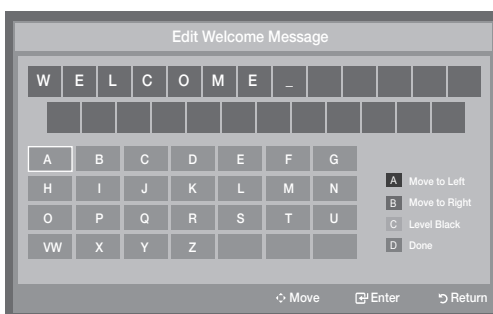 Edit Welcome Message
W E L C O M E _
A B C D E F G
H I J K L M N
O P Q R S T U
VW X Y Z
A Move to Left
B Move to Right
C Level Black
D Done
Move Enter Return